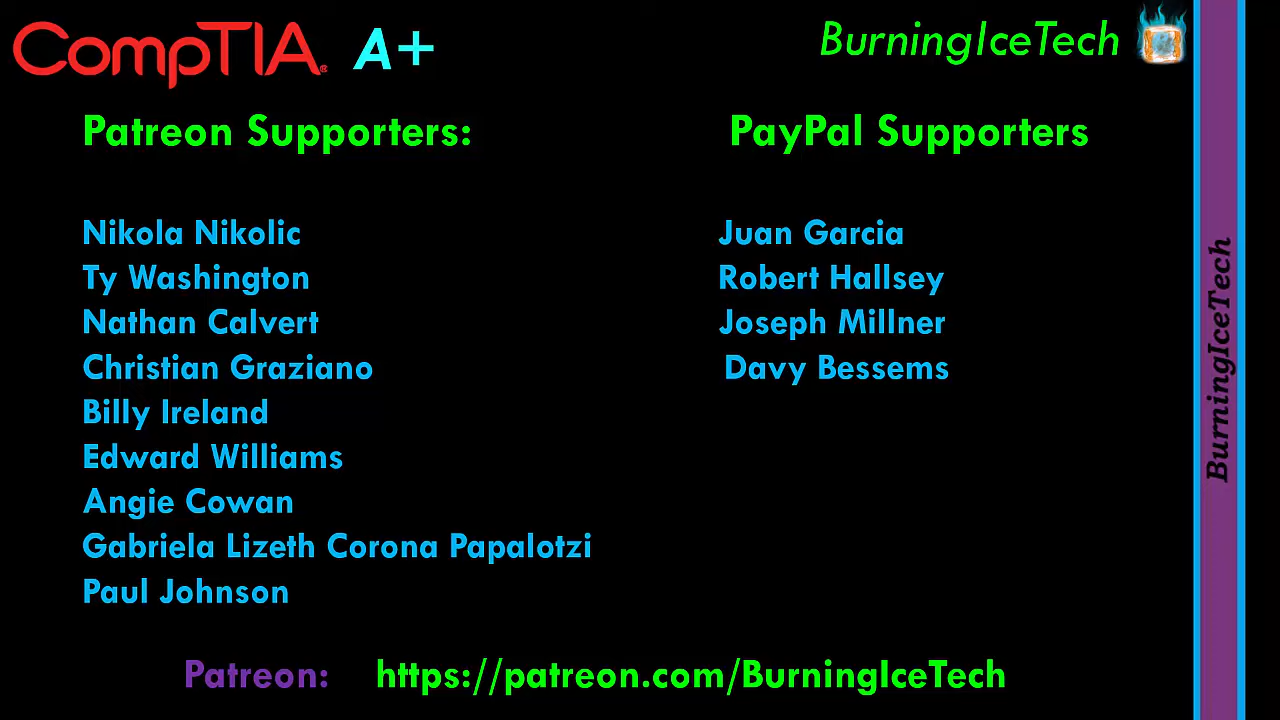 CompTIA® A+
BurningIceTech
Patreon Supporters:
Nikola Nikolic
Ty Washington
Nathan Calvert
Christian Graziano
Billy Ireland
Edward Williams
Angie Cowan
Gabriela Lizeth Corona Papalotzi
Paul Johnson
PayPal Supporters
Juan Garcia
Robert Hallsey
Joseph Millner
Davy Bessems
Patreon: https://patreon.com/BurningIceTech
BurningIceTech